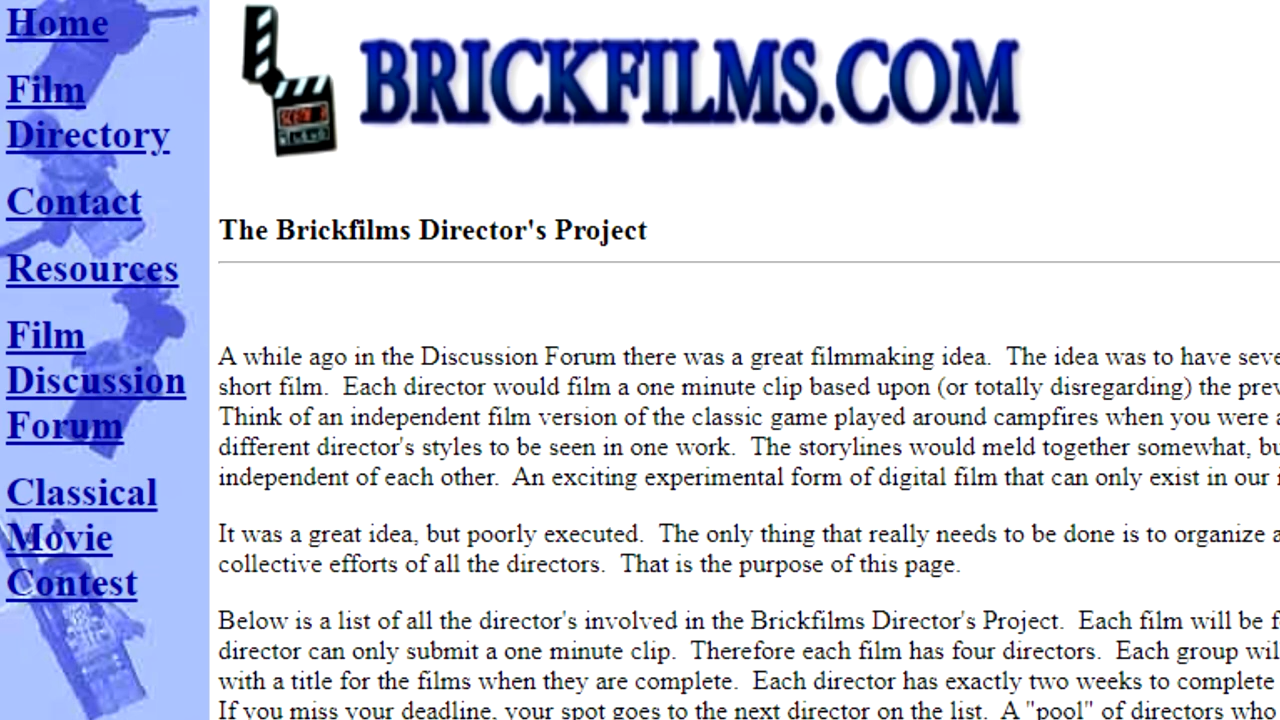 Home
Film
Directory
Contact
Resources
Film
Discussion
Forum
Classical
Movie
Contest
BRICKFILMS.COM
The Brickfilms Director's Project
A while ago in the Discussion Forum there was a great filmmaking idea.  The idea was to have
short film.  Each director would film a one minute clip based upon (or totally disregarding) the
Think of an independent film version of the classic game played around campfires when you were
different director's styles to be seen in one work.  The storylines would meld together somewhat,
independent of each other.  An exciting experimental form of digital film that can only exist in our
It was a great idea, but poorly executed.  The only thing that really needs to be done is to organize
collective efforts of all the directors.  That is the purpose of this page.
Below is a list of all the director's involved in the Brickfilms Director's Project.  Each film will be
director can only submit a one minute clip.  Therefore each film has four directors.  Each group
with a title for the films when they are complete.  Each director has exactly two weeks to complete
If you miss your deadline, your spot goes to the next director on the list.  A "pool" of directors who